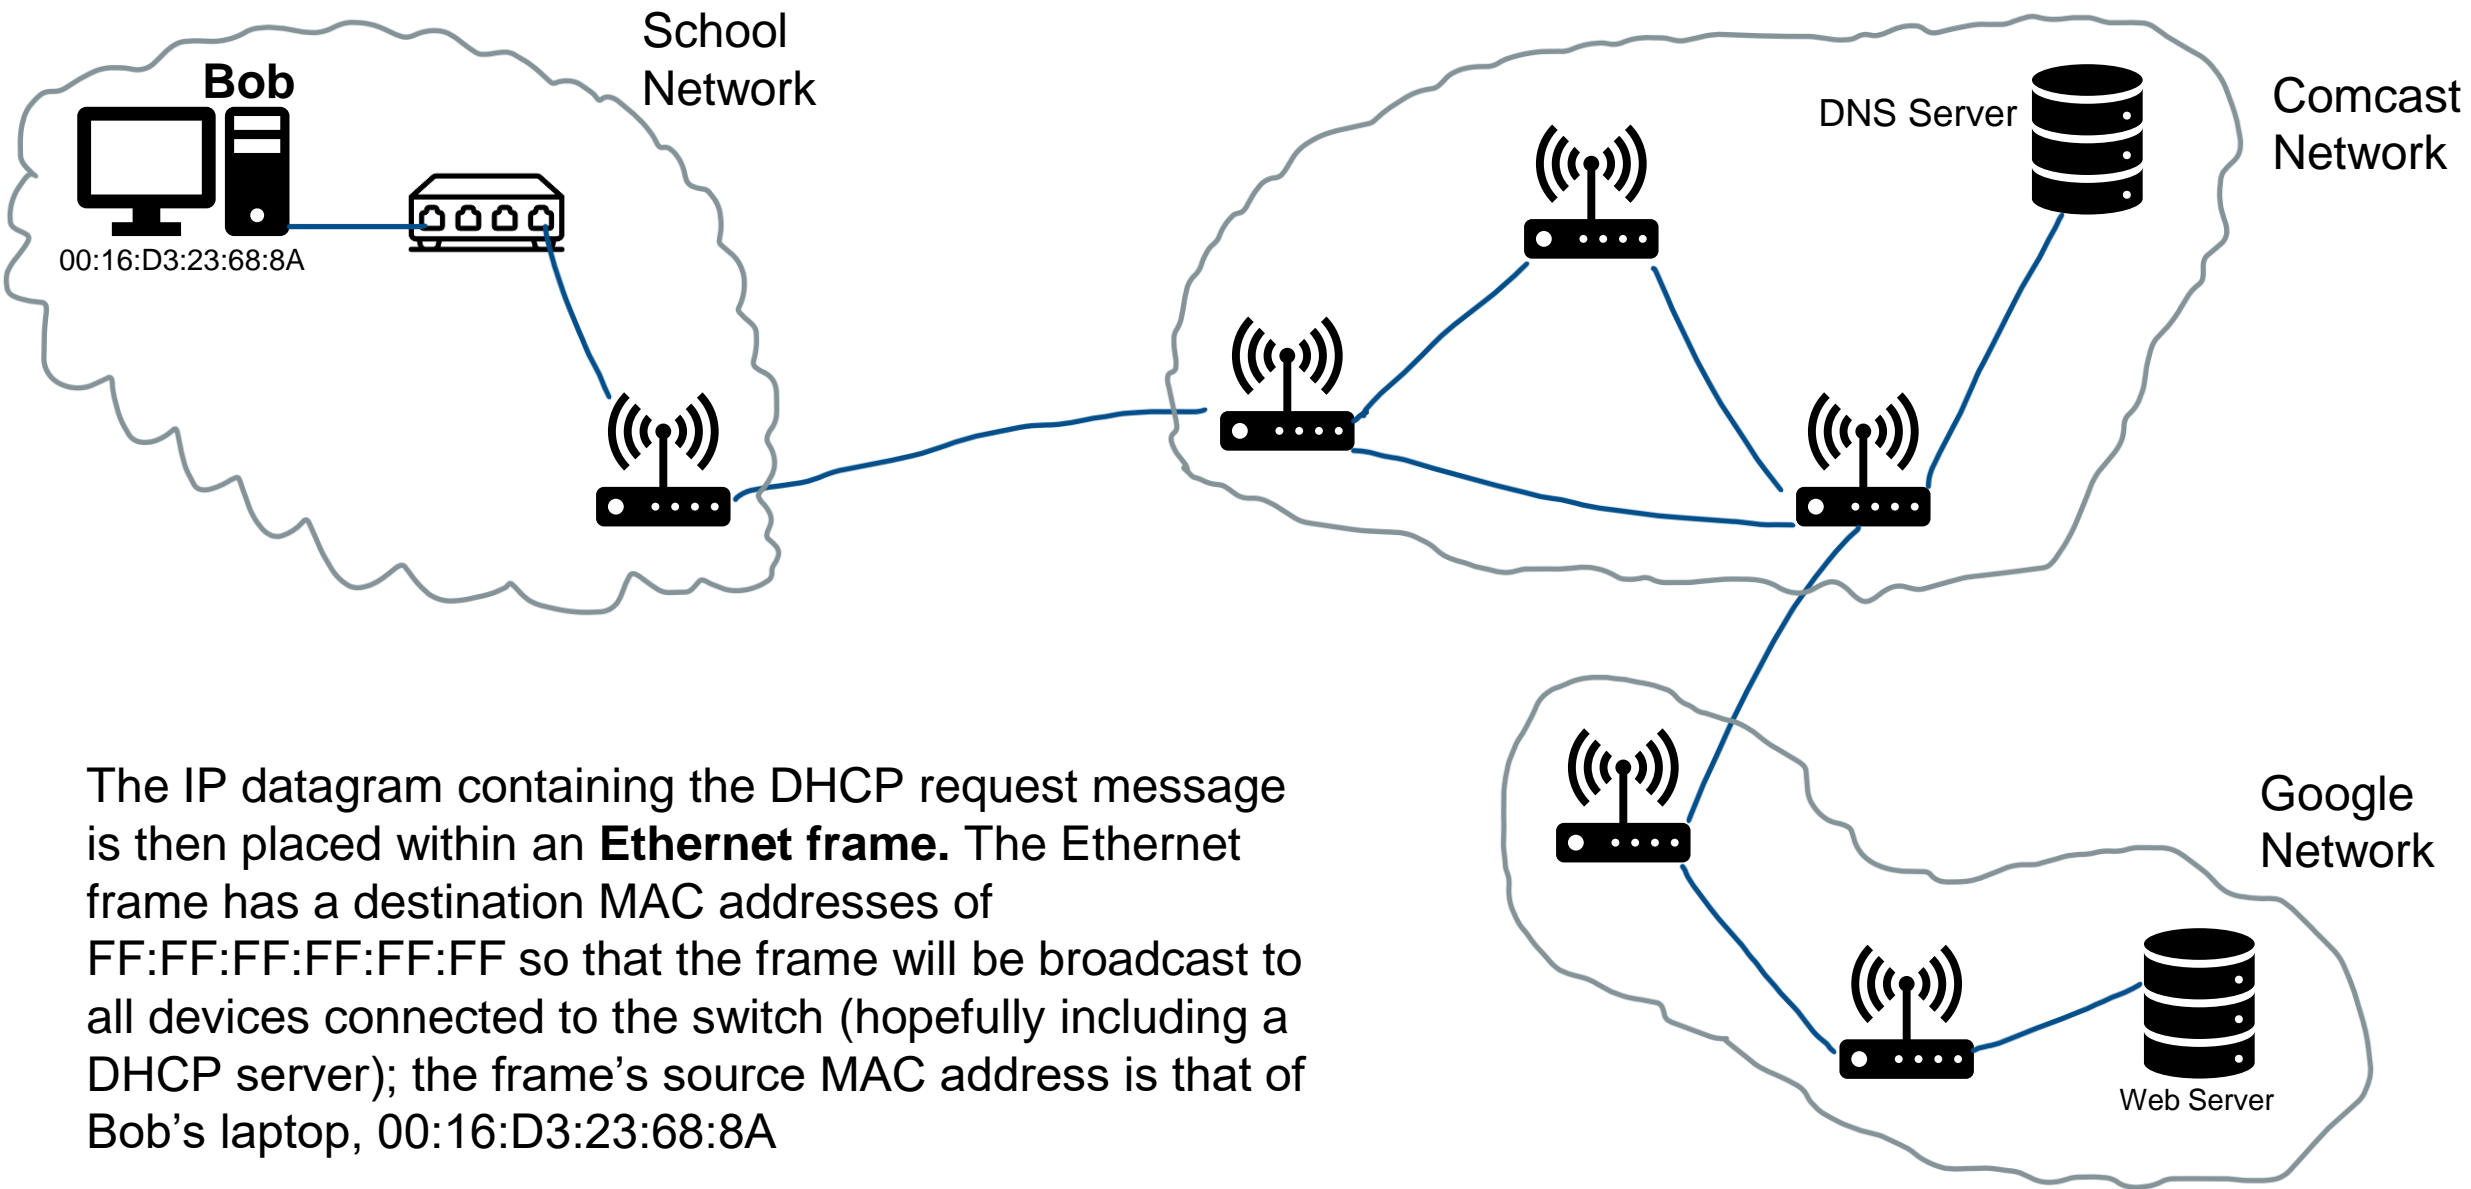 School
Network
Bob
00:16:D3:23:68:8A
DNS Server
Comcast
Network
The IP datagram containing the DHCP request message
is then placed within an Ethernet frame. The Ethernet
frame has a destination MAC addresses of
FF:FF:FF:FF:FF:FF so that the frame will be broadcast to
all devices connected to the switch (hopefully including a
DHCP server); the frame’s source MAC address is that of
Bob’s laptop, 00:16:D3:23:68:8A
Google
Network
Web Server